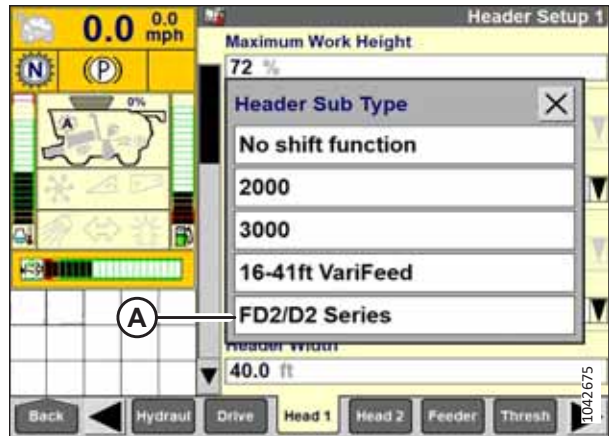 0.0 0.0 mph
Header Setup 1
Maximum Work Height
72 %
N (P)
0%
A
Header Sub Type
No shift function
2000
3000
16-41ft VariFeed
FD2/D2 Series
A
Header Width
40.0 ft
Back Hydraul Drive Head 1 Head 2 Feeder Thresh
1042675